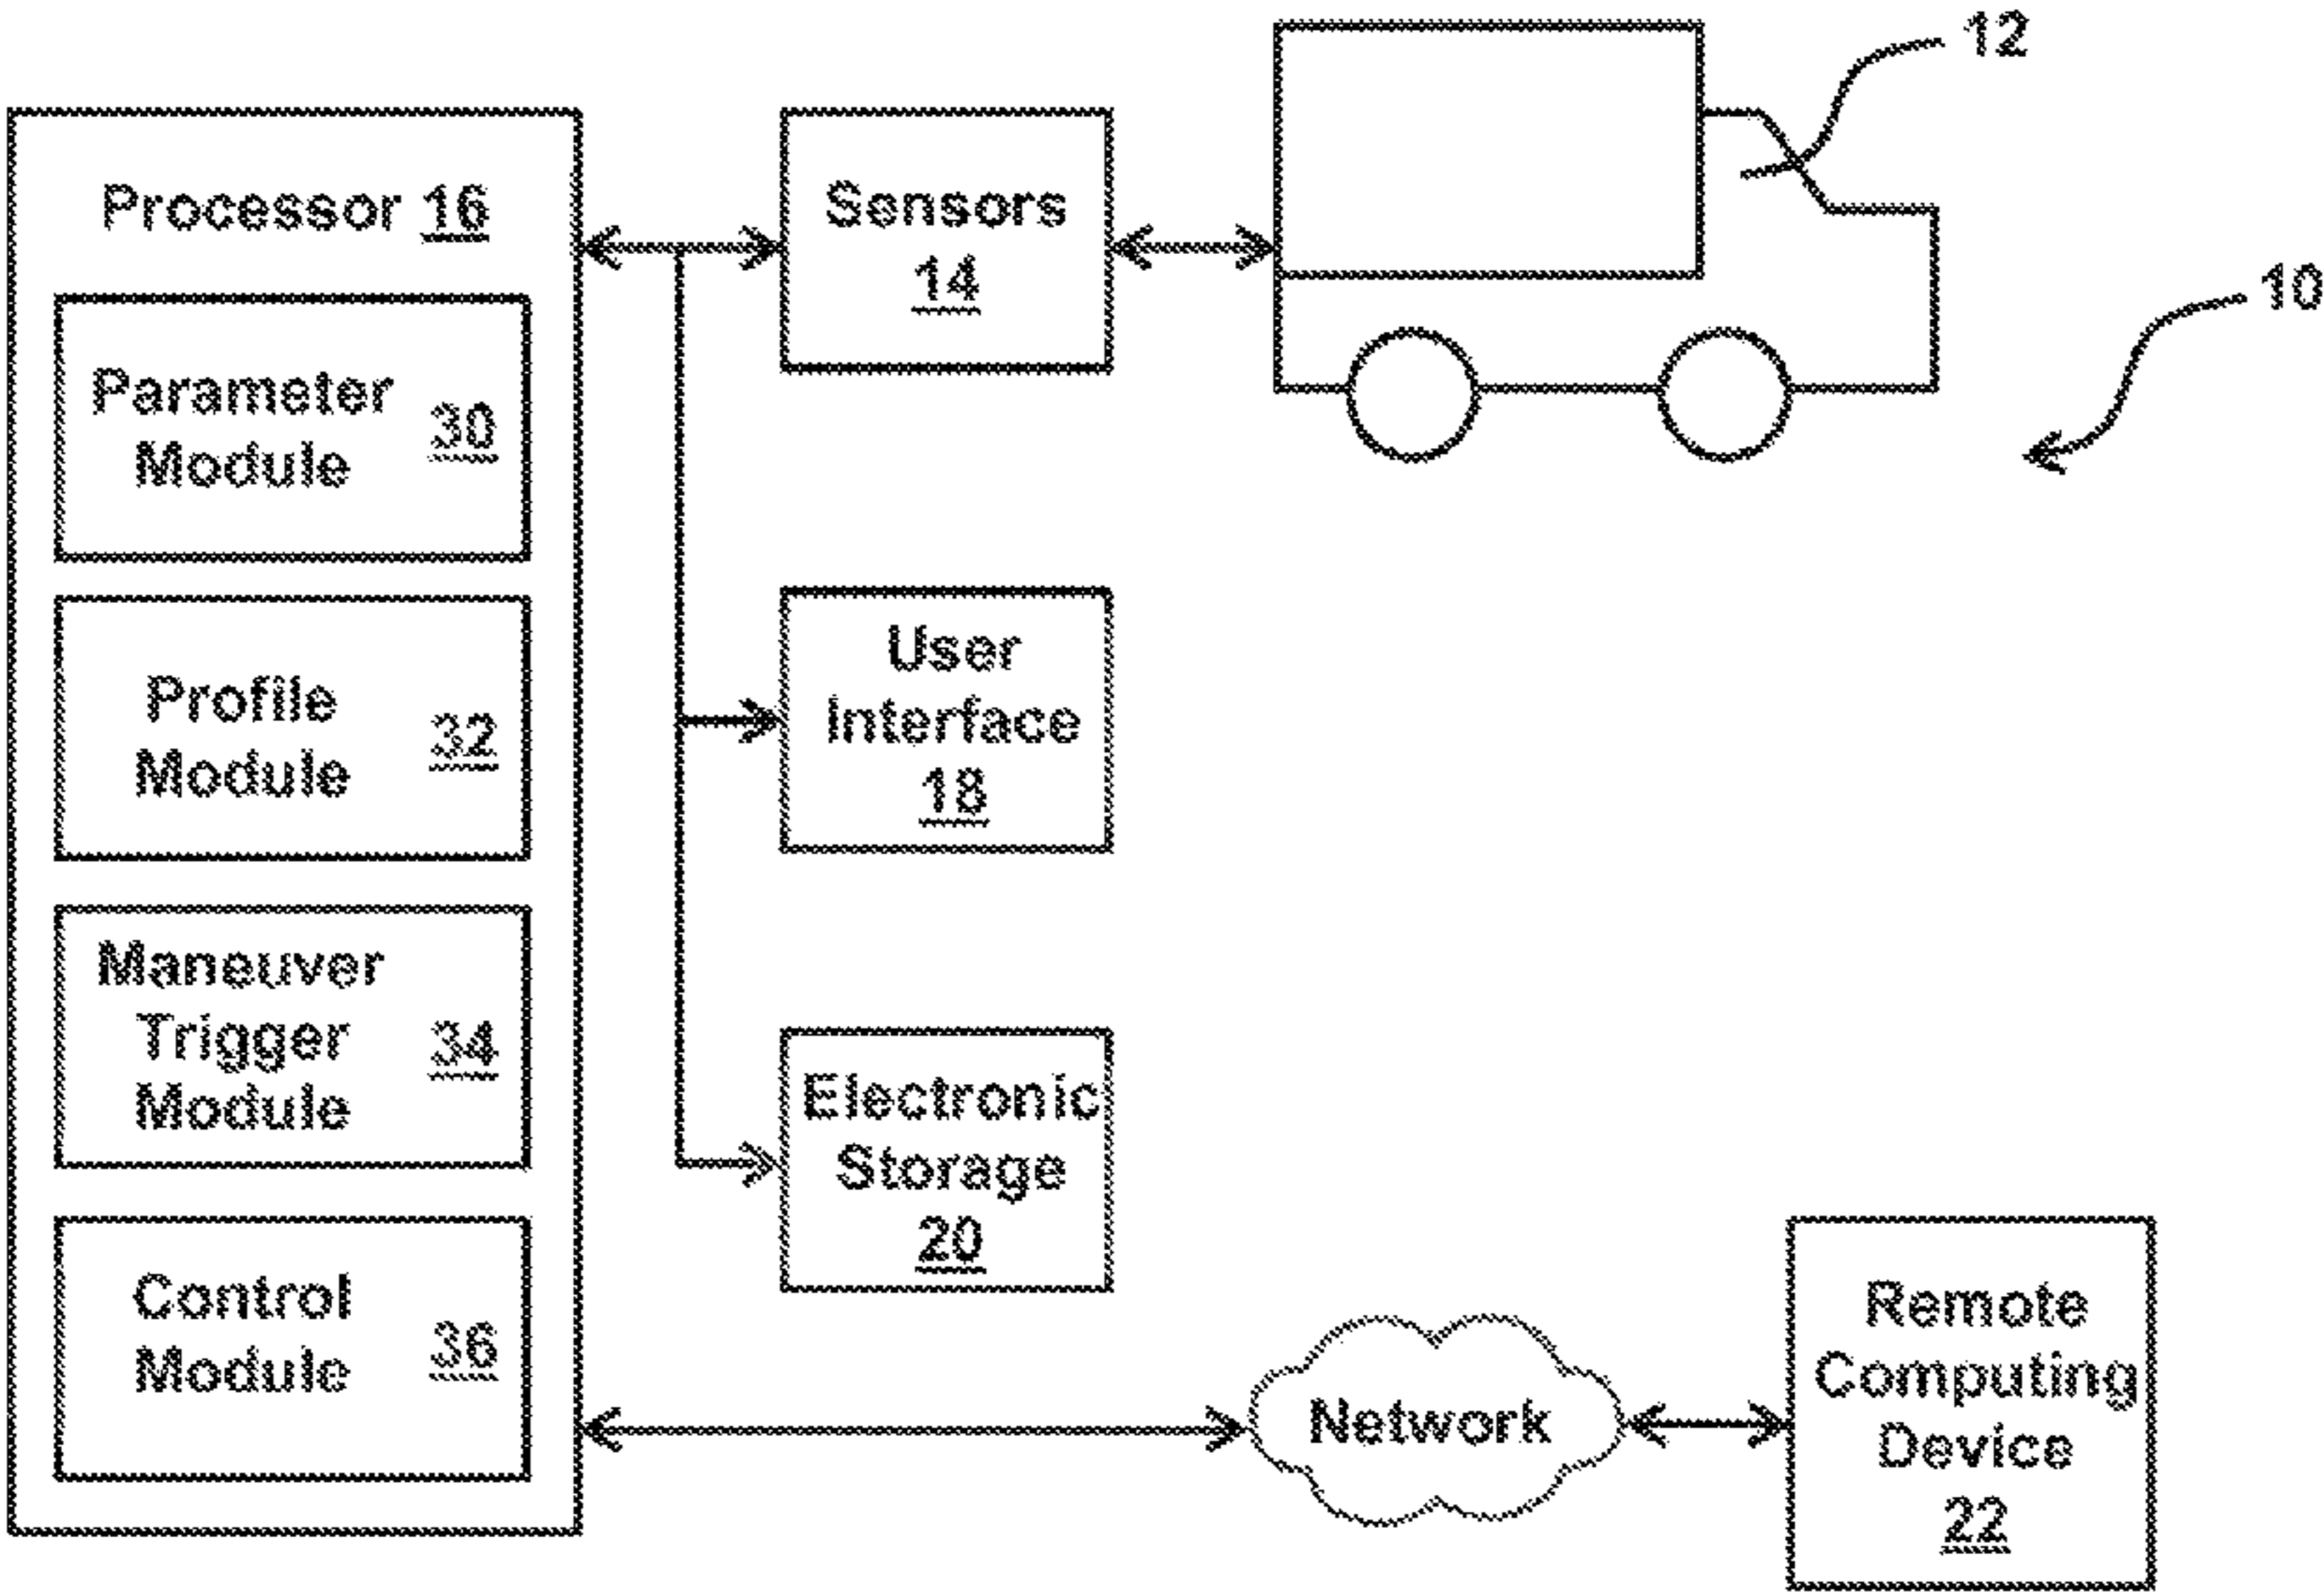 12
10
Processor 16
Parameter
Module
30
Profile
Module
32
Maneuver
Trigger
Module
34
Control
Module
36
Sensors
14
User
Interface
18
Electronic
Storage
20
Network
Remote
Computing
Device
22